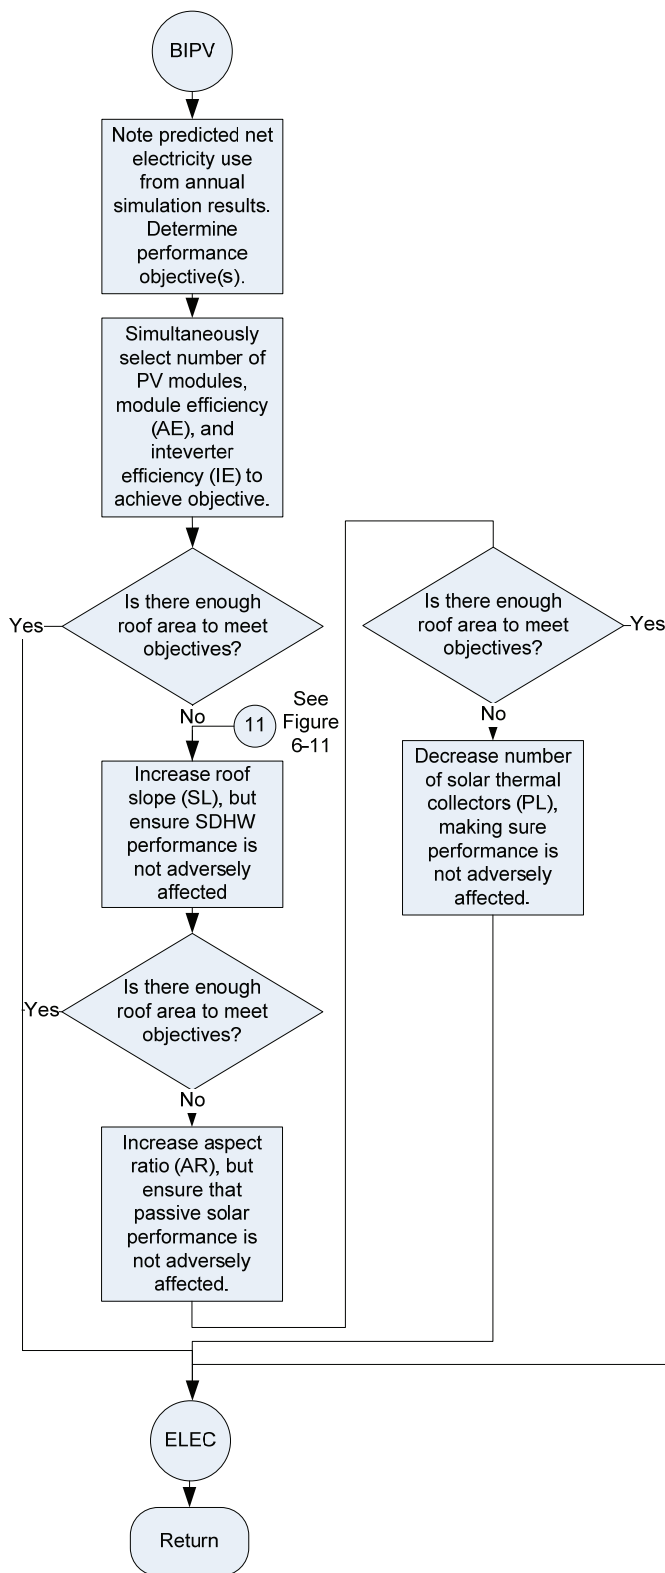 BIPV
Note predicted net
electricity use
from annual
simulation results.
Determine
performance
objective(s).
Simultaneously
select number of
PV modules,
module efficiency
(AE), and
inteverter
efficiency (IE) to
achieve objective.
Is there enough
roof area to meet
objectives?
Yes
No
11
See
Figure
6-11
Increase roof
slope (SL), but
ensure SDHW
performance is
not adversely
affected
Is there enough
roof area to meet
objectives?
Yes
No
Increase aspect
ratio (AR), but
ensure that
passive solar
performance is
not adversely
affected.
Is there enough
roof area to meet
objectives?
Yes
No
Decrease number
of solar thermal
collectors (PL),
making sure
performance is
not adversely
affected.
ELEC
Return